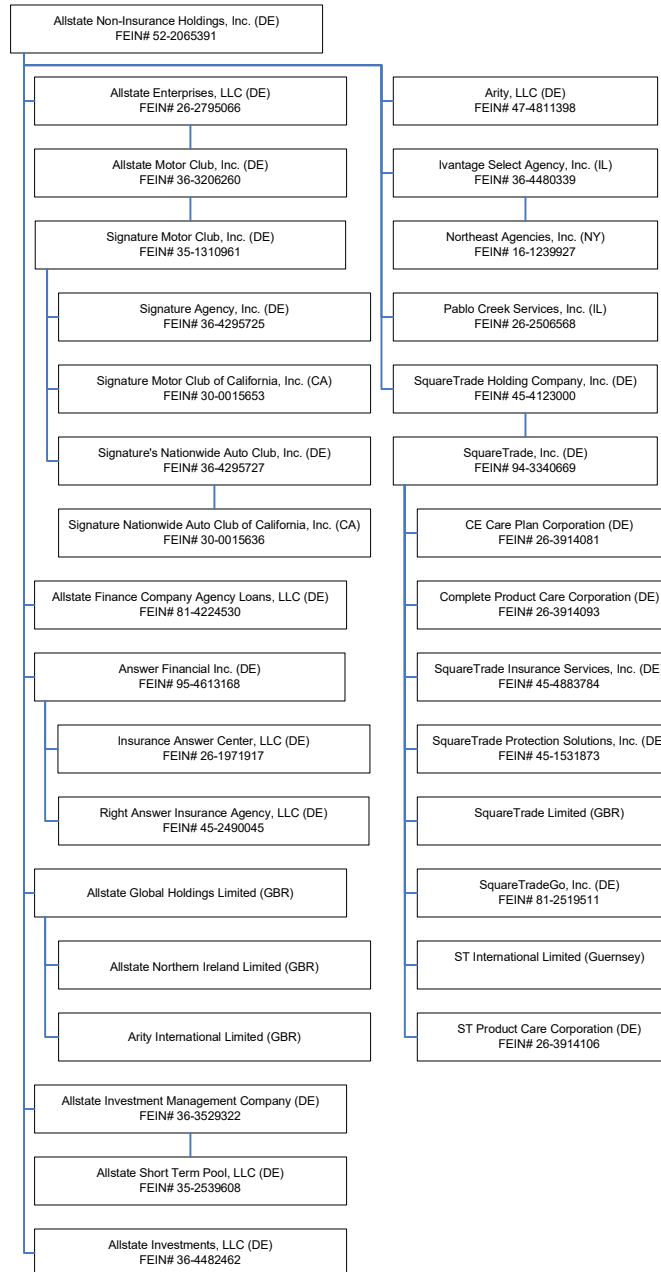 Allstate Non-Insurance Holdings, Inc. (DE)
FEIN# 52-2065391
Allstate Enterprises, LLC (DE)
FEIN# 26-2795066
Allstate Motor Club, Inc. (DE)
FEIN# 36-3206260
Signature Motor Club, Inc. (DE)
FEIN# 35-1310961
Signature Agency, Inc. (DE)
FEIN# 36-4295725
Signature Motor Club of California, Inc. (CA)
FEIN# 30-0015653
Signature's Nationwide Auto Club, Inc. (DE)
FEIN# 36-4295727
Signature Nationwide Auto Club of California, Inc. (CA)
FEIN# 30-0015636
Allstate Finance Company Agency Loans, LLC (DE)
FEIN# 81-4224530
Answer Financial Inc. (DE)
FEIN# 95-4613168
Insurance Answer Center, LLC (DE)
FEIN# 26-1971917
Right Answer Insurance Agency, LLC (DE)
FEIN# 45-2490045
Allstate Global Holdings Limited (GBR)
Allstate Northern Ireland Limited (GBR)
Arity International Limited (GBR)
Allstate Investment Management Company (DE)
FEIN# 36-3529322
Allstate Short Term Pool, LLC (DE)
FEIN# 35-2539608
Allstate Investments, LLC (DE)
FEIN# 36-4482462
Arity, LLC (DE)
FEIN# 47-4811398
Ivantage Select Agency, Inc. (IL)
FEIN# 36-4480339
Northeast Agencies, Inc. (NY)
FEIN# 16-1239927
Pablo Creek Services, Inc. (IL)
FEIN# 26-2506568
SquareTrade Holding Company, Inc. (DE)
FEIN# 45-4123000
SquareTrade, Inc. (DE)
FEIN# 94-3340669
CE Care Plan Corporation (DE)
FEIN# 26-3914081
Complete Product Care Corporation (DE)
FEIN# 26-3914093
SquareTrade Insurance Services, Inc. (DE
FEIN# 45-4883784
SquareTrade Protection Solutions, Inc. (DE
FEIN# 45-1531873
SquareTrade Limited (GBR)
SquareTradeGo, Inc. (DE)
FEIN# 81-2519511
ST International Limited (Guernsey)
ST Product Care Corporation (DE)
FEIN# 26-3914106